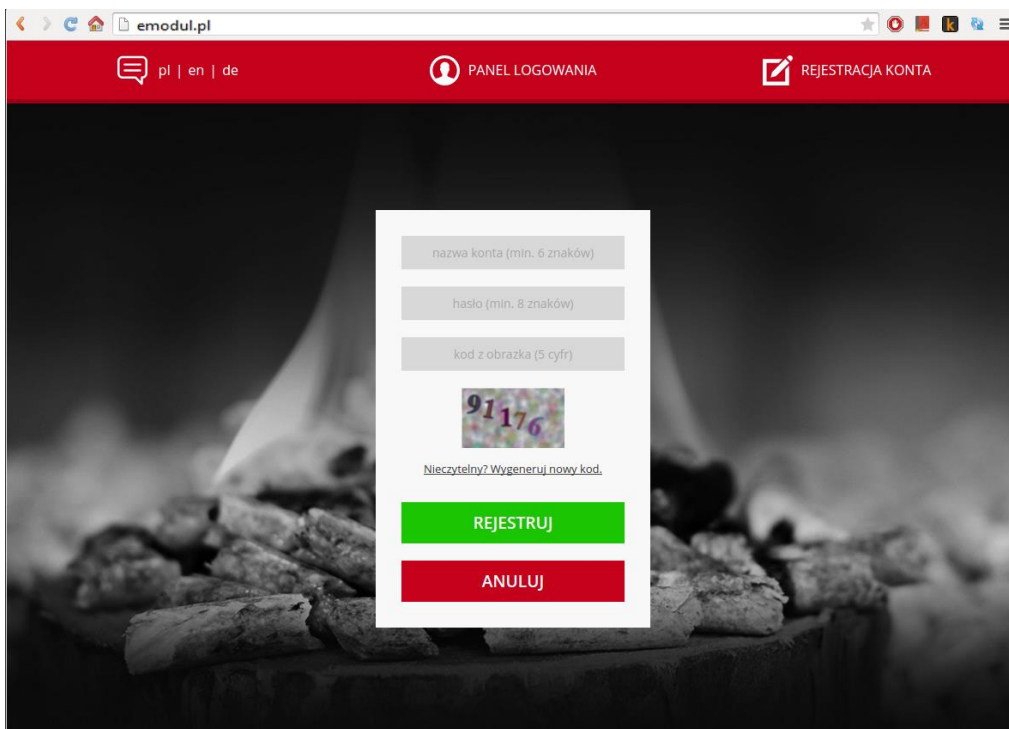 emodul.pl
pl | en | de
PANEL LOGOWANIA
REJESTRACJA KONTA
nazwa konta (min. 6 znaków)
hasło (min. 8 znaków)
kod z obrazka (5 cyfr)
91176
Nieczytelny? Wygeneruj nowy kod.
REJESTRUJ
ANULUJ